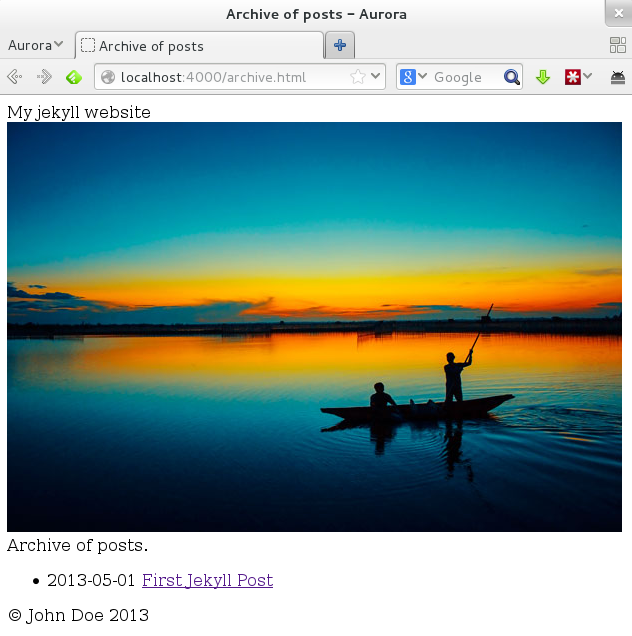 Archive of posts - Aurora
Aurora
Archive of posts
localhost:4000/archive.html
8
Google
My jekyll website
Archive of posts.
• 2013-05-01 First Jekyll Post
© John Doe 2013